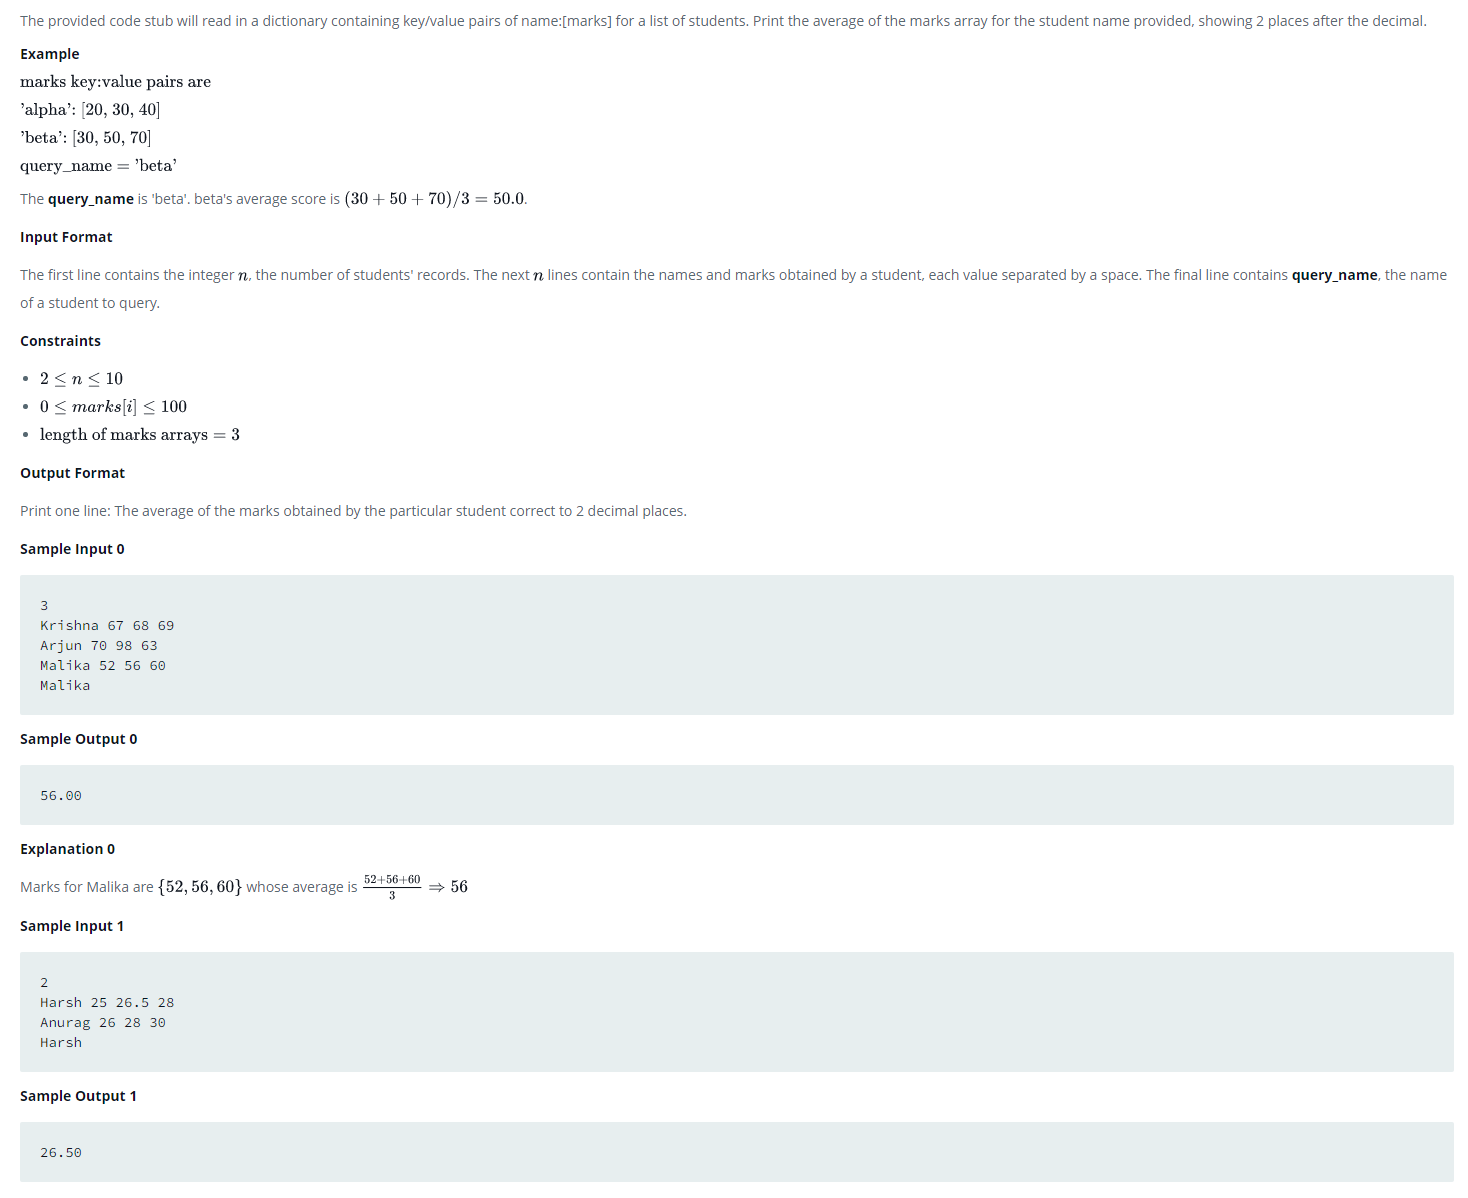 The provided code stub will read in a dictionary containing key/value pairs of name:[marks] for a list of students. Print the average of the marks array for the student name provided, showing 2 places after the decimal.
Example
marks key:value pairs are
’alpha’: [20, 30, 40]
’beta’: [30, 50, 70]
query_name = ’beta’
The query_name is 'beta'. beta's average score is (30 + 50 + 70)/3 = 50.0.
Input Format
The first line contains the integer n, the number of students' records. The next n lines contain the names and marks obtained by a student, each value separated by a space. The final line contains query_name, the name
of a student to query.
Constraints
• 2 ≤ n ≤ 10
• 0 ≤ marks[i] ≤ 100
• length of marks arrays = 3
Output Format
Print one line: The average of the marks obtained by the particular student correct to 2 decimal places.
Sample Input 0
3
Krishna 67 68 69
Arjun 70 98 63
Malika 52 56 60
Malika
Sample Output 0
56.00
Explanation 0
Marks for Malika are {52, 56, 60} whose average is (52+56+60)/3 ⇒ 56
Sample Input 1
2
Harsh 25 26.5 28
Anurag 26 28 30
Harsh
Sample Output 1
26.50